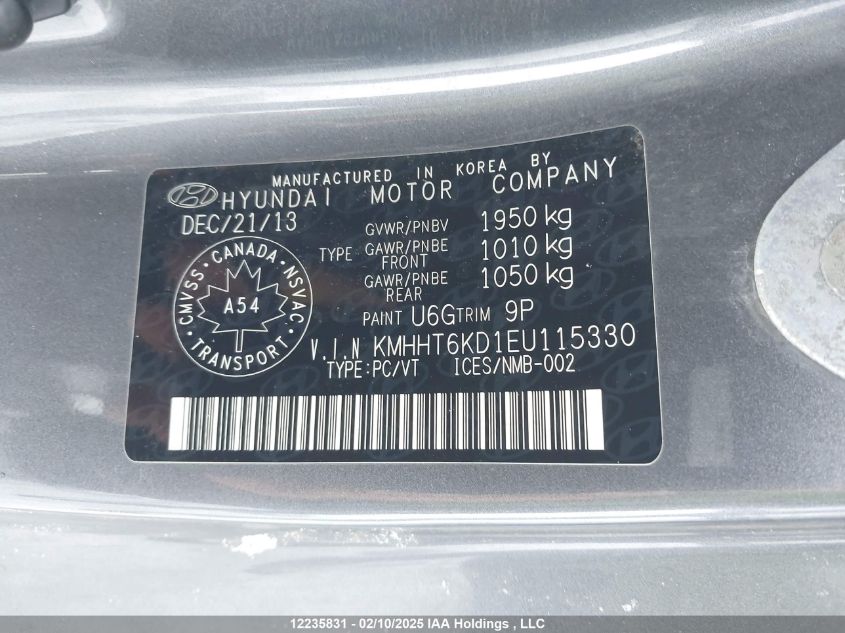 MANUFACTURED IN KOREA BY
HYUNDAI MOTOR COMPANY
DEC/21/13
GVWR/PNBV 1950 kg
TYPE GAWR/PNBE FRONT 1010 kg
GAWR/PNBE REAR 1050 kg
CMVSS · CANADA · NSVAC
A54
TRANSPORT
PAINT U6G TRIM 9P
V.I.N KMHHT6KD1EU115330
TYPE:PC/VT ICES/NMB-002
12235831 - 02/10/2025 IAA Holdings , LLC